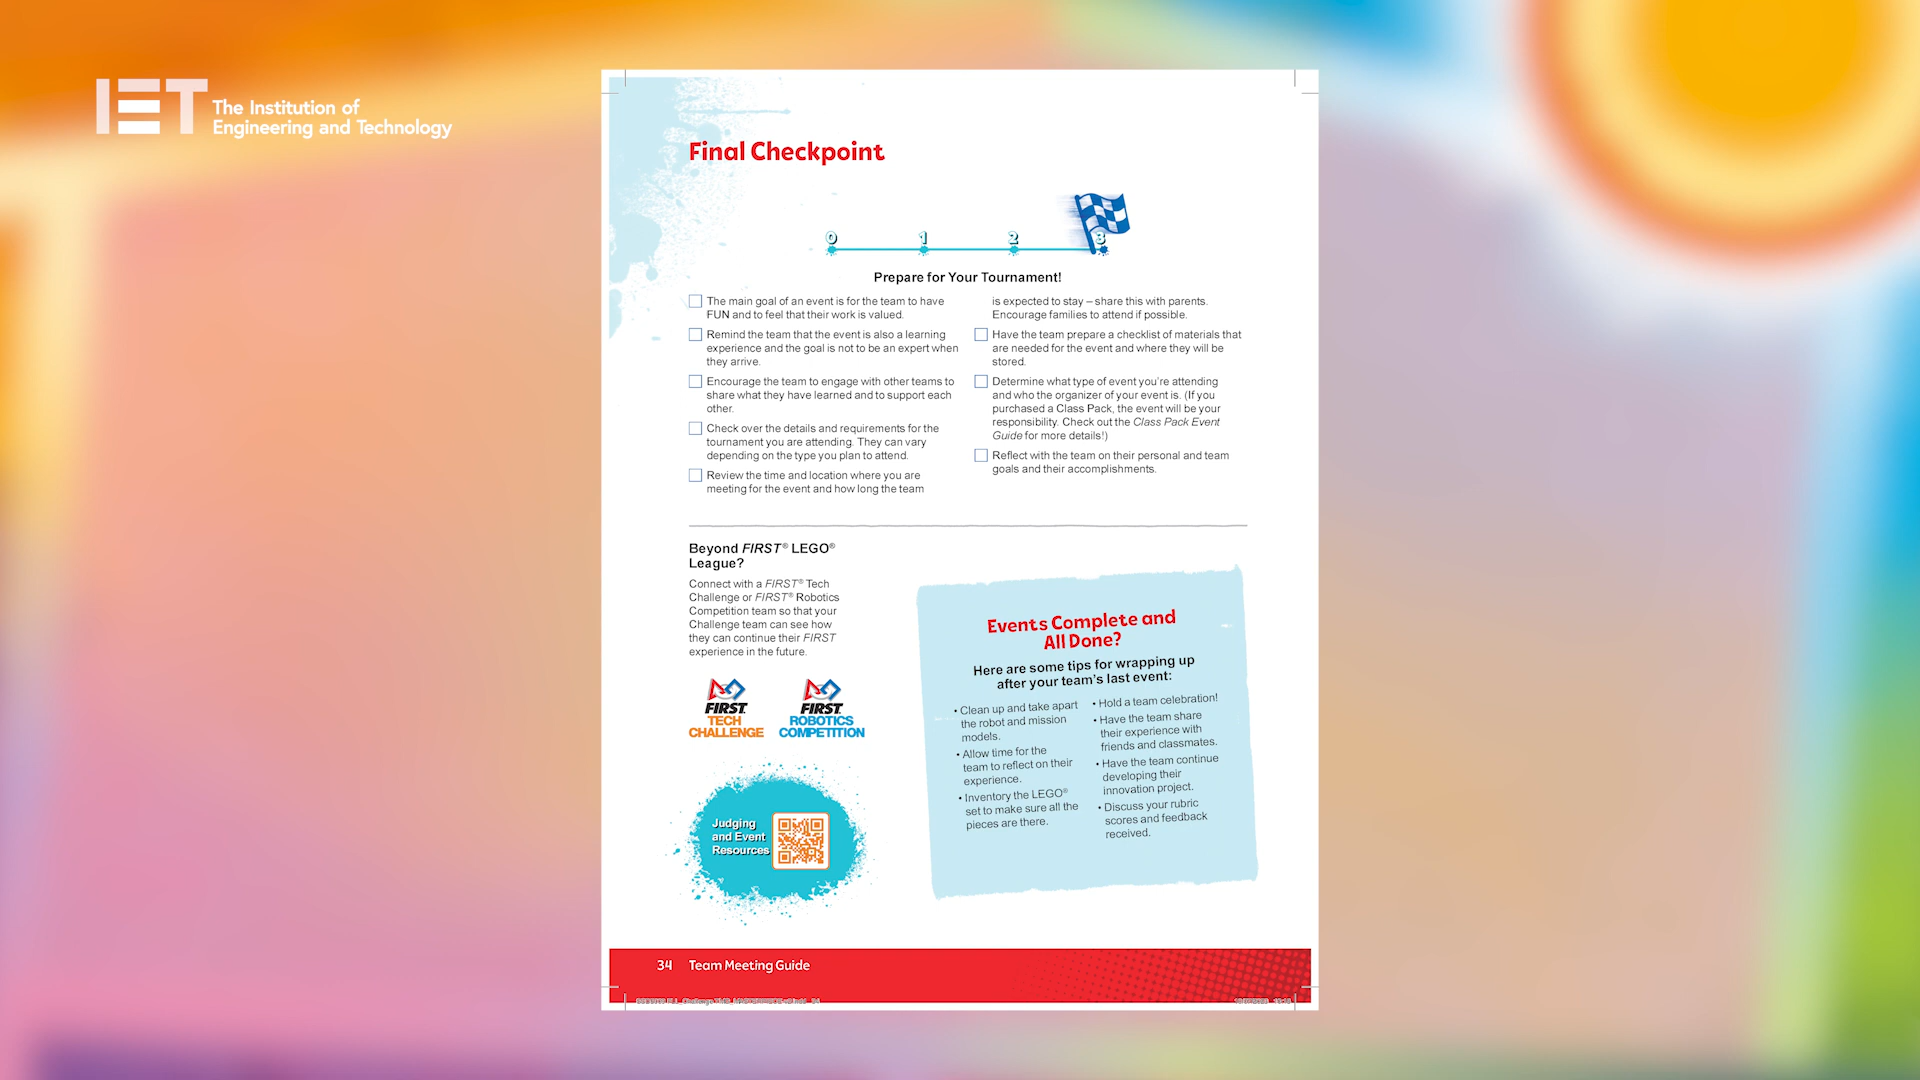 IET The Institution of
Engineering and Technology
Final Checkpoint
0 1 2 3
Prepare for Your Tournament!
The main goal of an event is for the team to have
FUN and to feel that their work is valued.
Remind the team that the event is also a learning
experience and the goal is not to be an expert when
they arrive.
Encourage the team to engage with other teams to
share what they have learned and to support each
other.
Check over the details and requirements for the
tournament you are attending. They can vary
depending on the type you plan to attend.
Review the time and location where you are
meeting for the event and how long the team
is expected to stay – share this with parents.
Encourage families to attend if possible.
Have the team prepare a checklist of materials that
are needed for the event and where they will be
stored.
Determine what type of event you’re attending
and who the organizer of your event is. (If you
purchased a Class Pack, the event will be your
responsibility. Check out the Class Pack Event
Guide for more details!)
Reflect with the team on their personal and team
goals and their accomplishments.
Beyond FIRST® LEGO®
League?
Connect with a FIRST® Tech
Challenge or FIRST® Robotics
Competition team so that your
Challenge team can see how
they can continue their FIRST
experience in the future.
FIRST
TECH
CHALLENGE
FIRST
ROBOTICS
COMPETITION
Judging
and Event
Resources
Events Complete and
All Done?
Here are some tips for wrapping up
after your team’s last event:
• Clean up and take apart
the robot and mission
models.
• Allow time for the
team to reflect on their
experience.
• Inventory the LEGO®
set to make sure all the
pieces are there.
• Hold a team celebration!
• Have the team share
their experience with
friends and classmates.
• Have the team continue
developing their
innovation project.
• Discuss your rubric
scores and feedback
received.
34 Team Meeting Guide